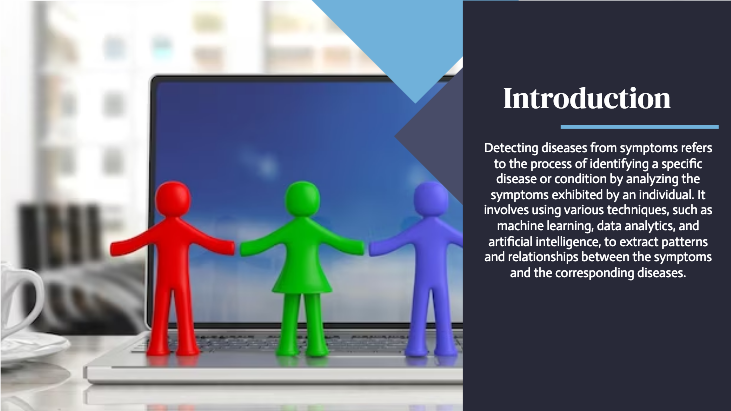 Introduction
Detecting diseases from symptoms refers
to the process of identifying a specific
disease or condition by analyzing the
symptoms exhibited by an individual. It
involves using various techniques, such as
machine learning, data analytics, and
artificial intelligence, to extract patterns
and relationships between the symptoms
and the corresponding diseases.